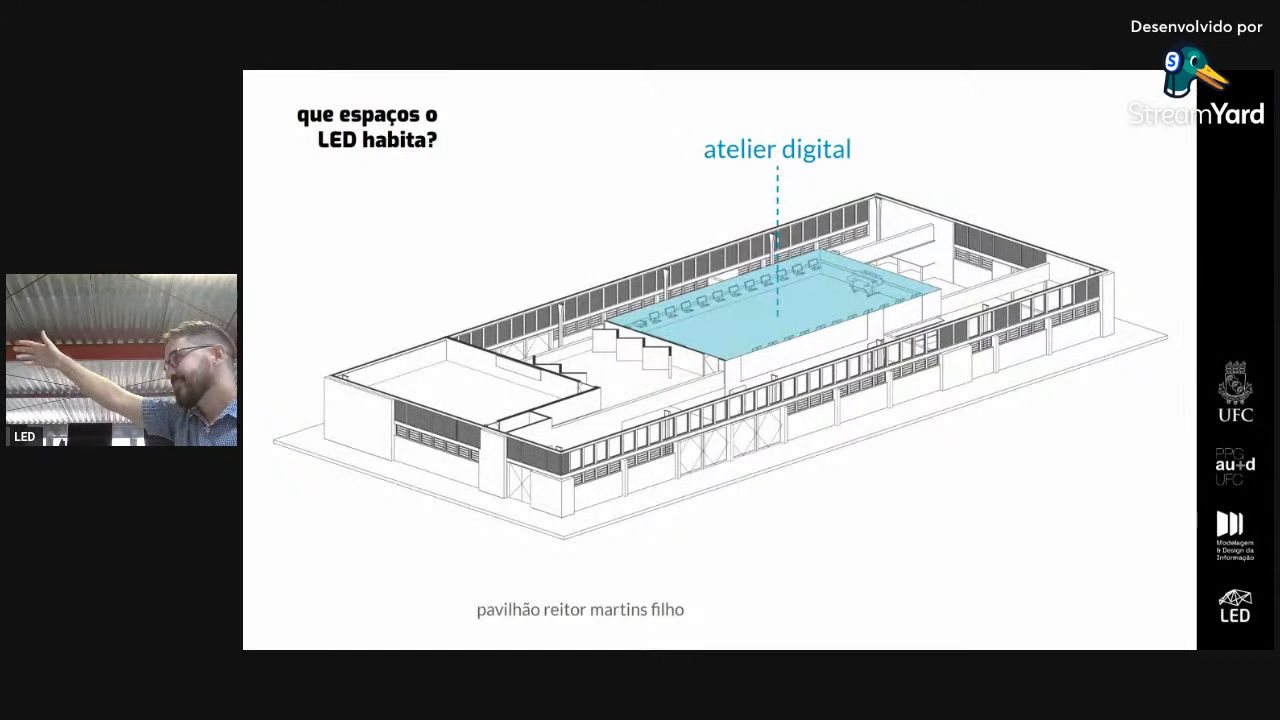 Desenvolvido por
StreamYard
que espaços o
LED habita?
atelier digital
LED
pavilhão reitor martins filho
UFC
PPG
au+d
UFC
Modelagem
& Design da
Informação
LED